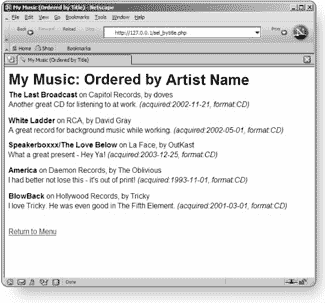 My Music (Ordered by Title) - Netscape
File Edit View Go Bookmarks Tools Window Help
Back Forward Reload Stop http://127.0.0.1/sel_bytitle.php Print
Home Shop Bookmarks
My Music (Ordered by Title)
My Music: Ordered by Artist Name
The Last Broadcast on Capitol Records, by doves
Another great CD for listening to at work. (acquired:2002-11-21, format:CD)
White Ladder on RCA, by David Gray
A great record for background music while working. (acquired:2002-05-01, format:CD)
Speakerboxxx/The Love Below on La Face, by OutKast
What a great present - Hey Ya! (acquired:2003-12-25, format:CD)
America on Daemon Records, by The Oblivious
I had better not lose this - it's out of print! (acquired:1993-11-01, format:CD)
BlowBack on Hollywood Records, by Tricky
I love Tricky. He was even good in The Fifth Element. (acquired:2001-03-01, format:CD)
Return to Menu
Done